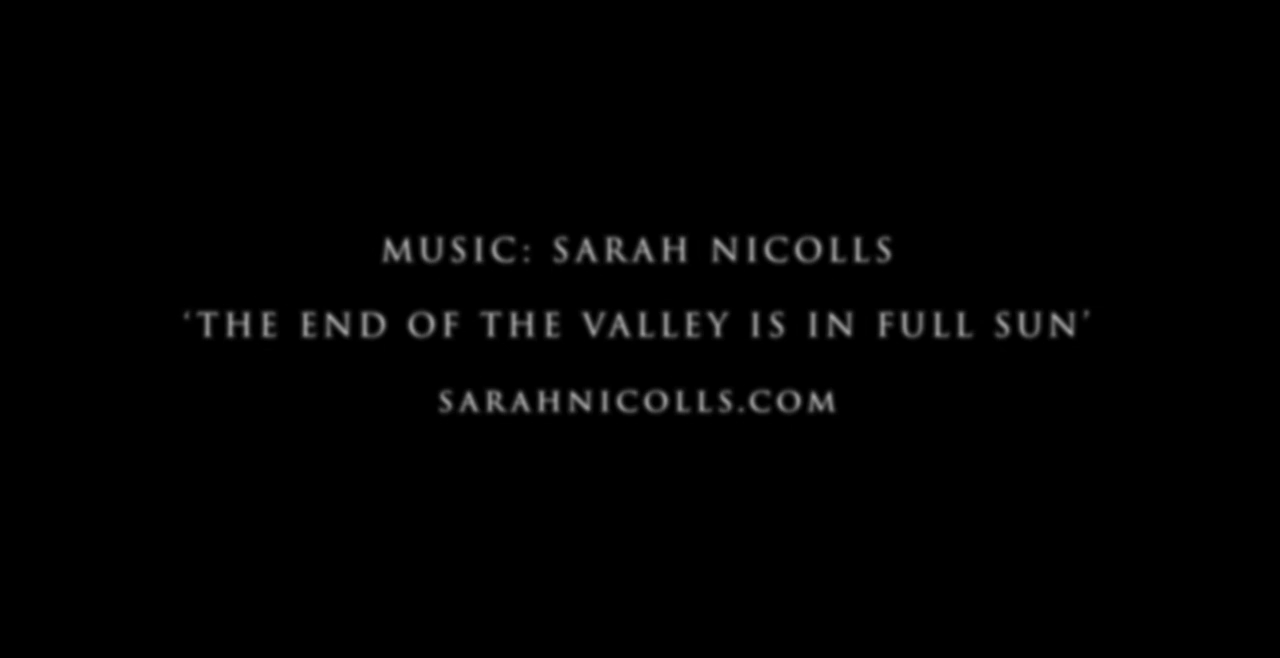 MUSIC: SARAH NICOLLS
‘THE END OF THE VALLEY IS IN FULL SUN’
SARAHNICOLLS.COM